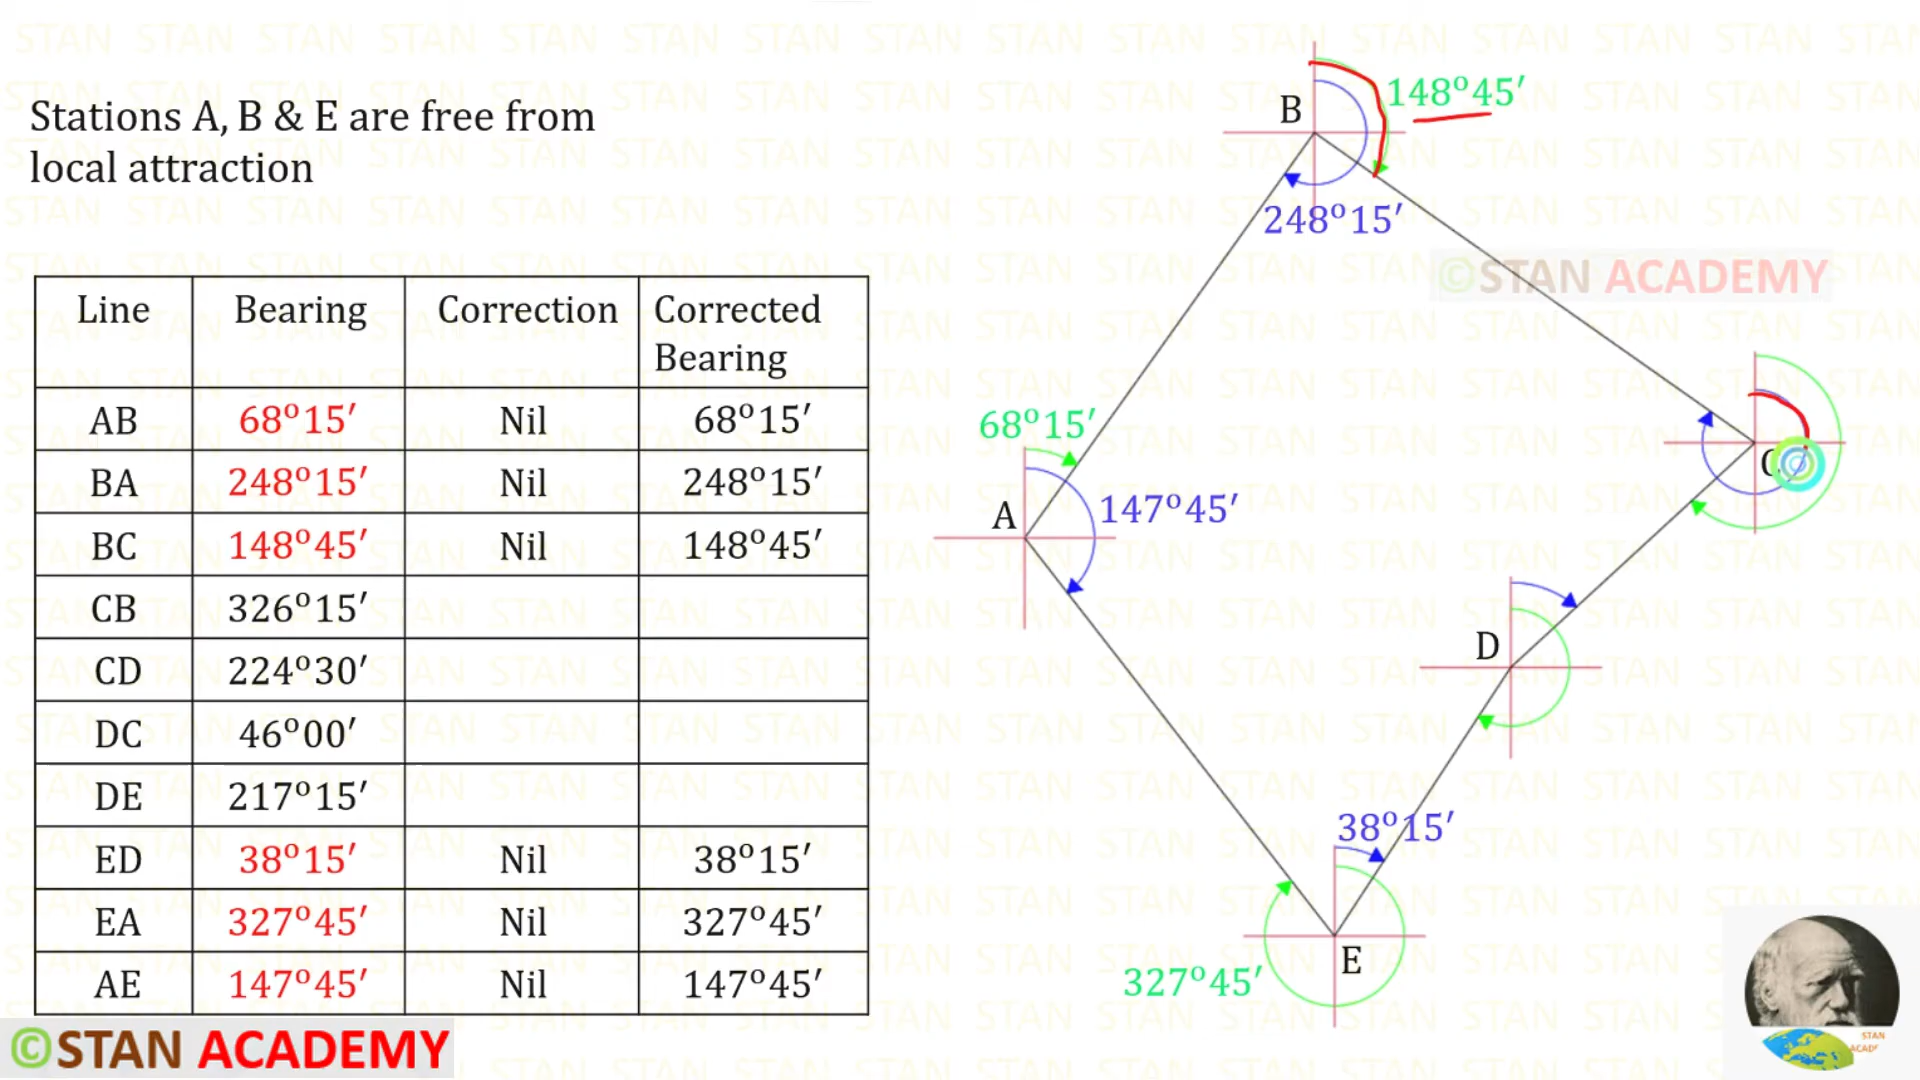 Stations A, B & E are free from
local attraction
Line Bearing Correction Corrected Bearing
AB 68°15′ Nil 68°15′
BA 248°15′ Nil 248°15′
BC 148°45′ Nil 148°45′
CB 326°15′
CD 224°30′
DC 46°00′
DE 217°15′
ED 38°15′ Nil 38°15′
EA 327°45′ Nil 327°45′
AE 147°45′ Nil 147°45′
©STAN ACADEMY
B
148°45′
248°15′
©STAN ACADEMY
68°15′
A
147°45′
C
D
38°15′
E
327°45′
STAN